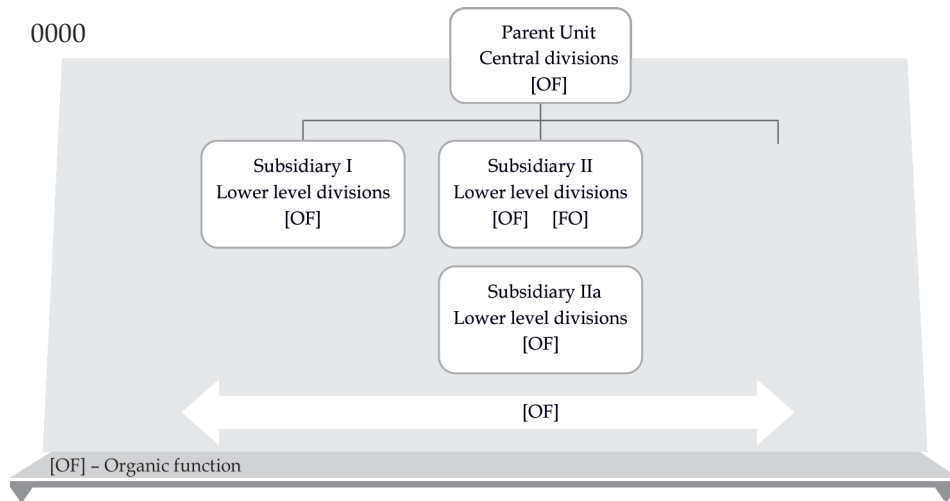 0000
Parent Unit
Central divisions
[OF]
Subsidiary I
Lower level divisions
[OF]
Subsidiary II
Lower level divisions
[OF] [FO]
Subsidiary IIa
Lower level divisions
[OF]
[OF]
[OF] – Organic function